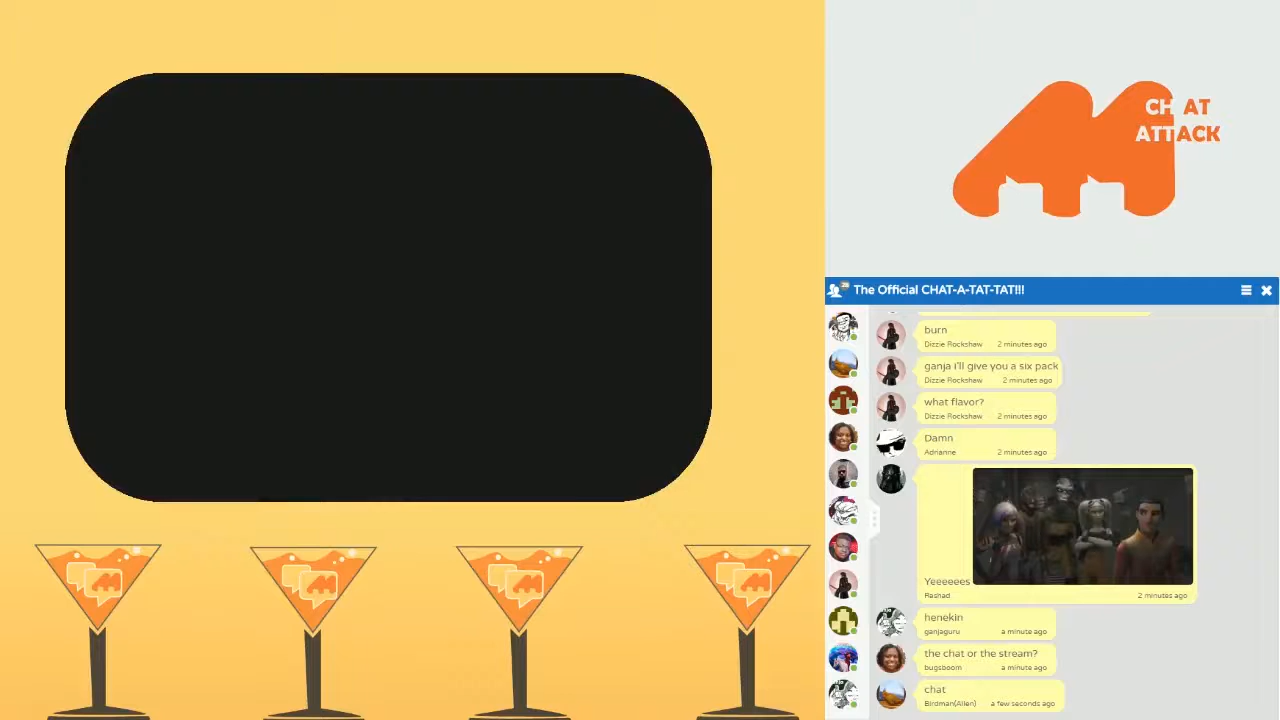 CHAT
ATTACK
The Official CHAT-A-TAT-TAT!!!
burn
Dizzie Rockshaw 2 minutes ago
ganja i'll give you a six pack
Dizzie Rockshaw 2 minutes ago
what flavor?
Dizzie Rockshaw 2 minutes ago
Damn
Adrianne 2 minutes ago
Yeeeeees
Rashad 2 minutes ago
henekin
ganjaguru a minute ago
the chat or the stream?
bugsboom a minute ago
chat
Birdman(Allen) a few seconds ago